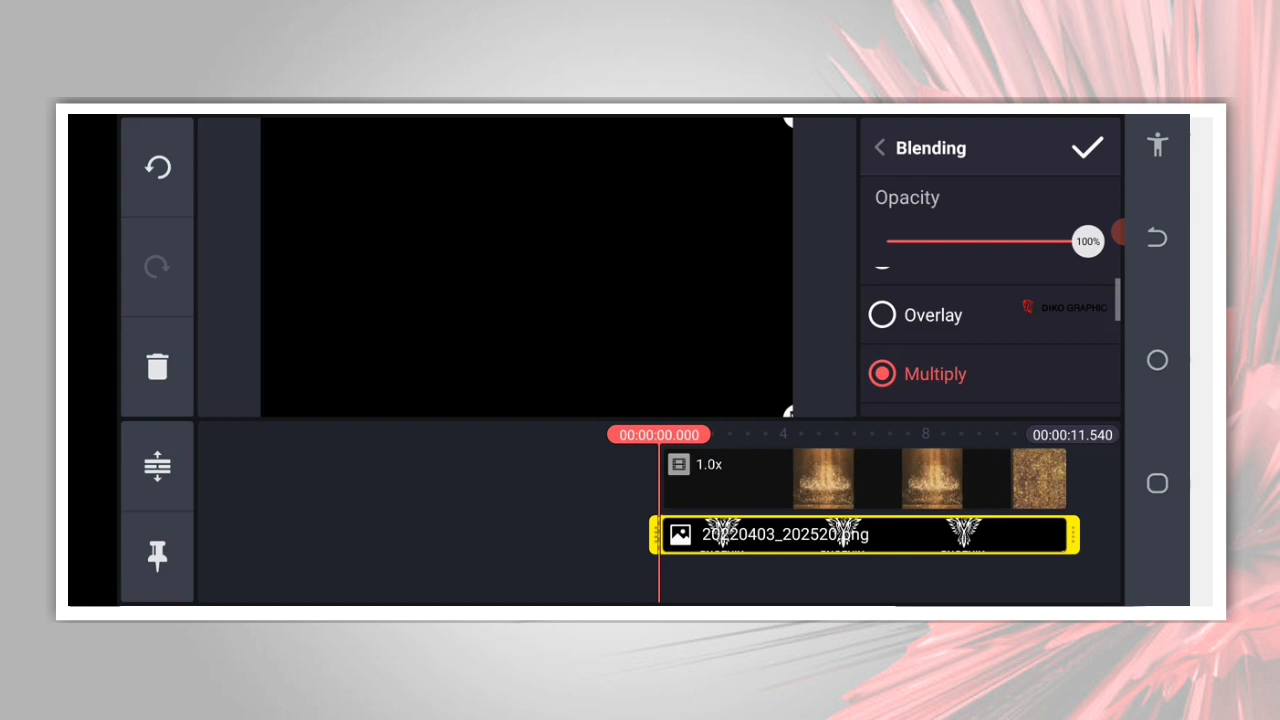 Blending
Opacity
100%
Overlay
DIKO GRAPHIC
Multiply
00:00:00.000
4
8
00:00:11.540
1.0x
20220403_202520.png